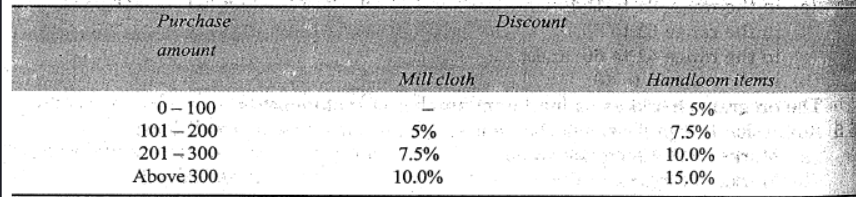 Purchase Discount
amount
Mill cloth Handloom items
0 – 100 – 5%
101 – 200 5% 7.5%
201 – 300 7.5% 10.0%
Above 300 10.0% 15.0%